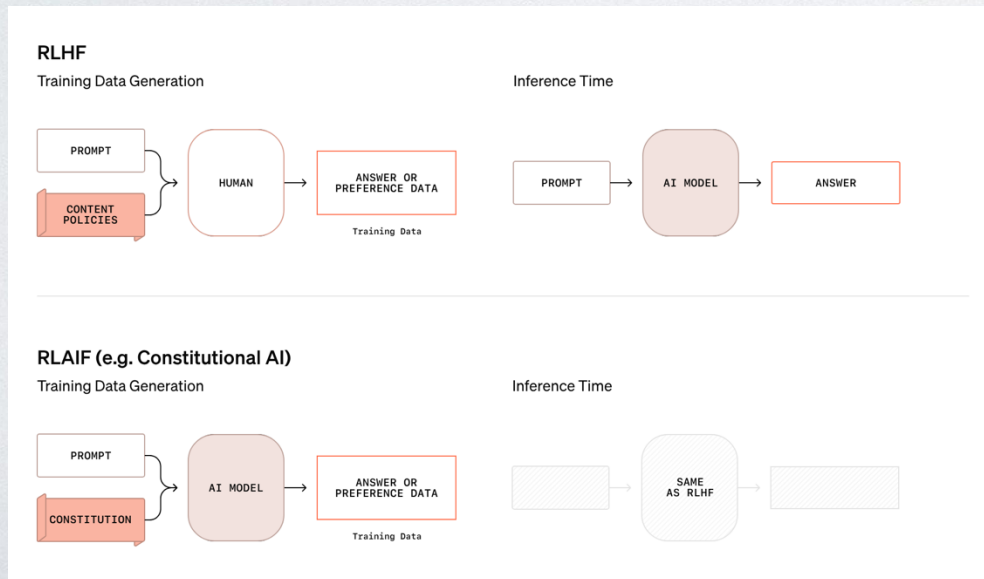 RLHF
Training Data Generation
Inference Time
PROMPT
CONTENT
POLICIES
HUMAN
ANSWER OR
PREFERENCE DATA
Training Data
PROMPT
AI MODEL
ANSWER
RLAIF (e.g. Constitutional AI)
Training Data Generation
Inference Time
PROMPT
CONSTITUTION
AI MODEL
ANSWER OR
PREFERENCE DATA
Training Data
SAME
AS RLHF